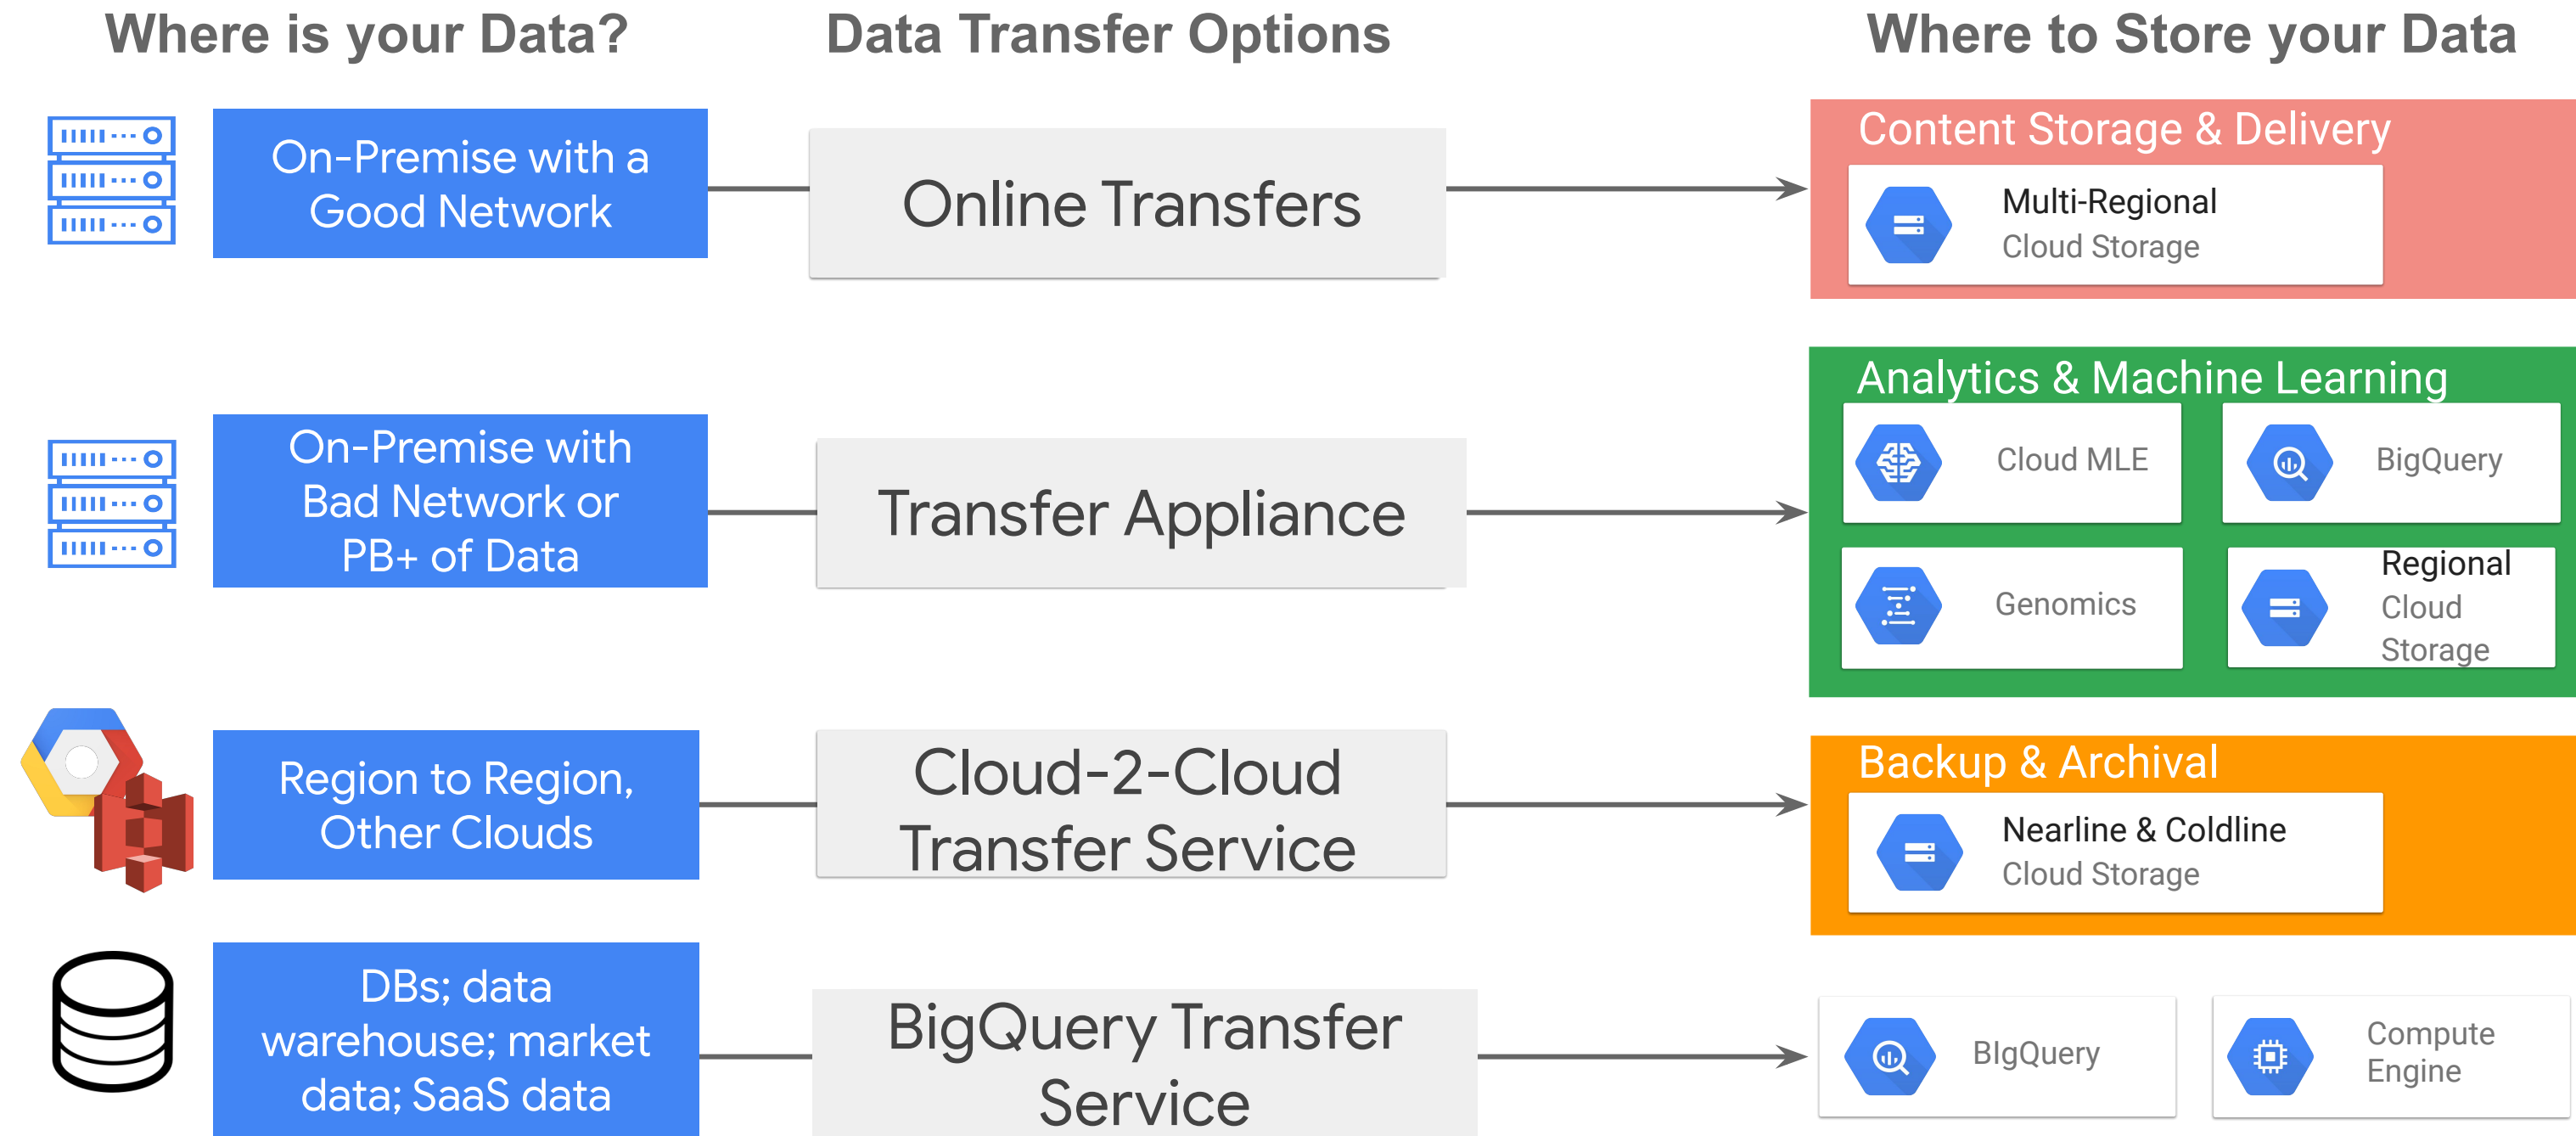 Where is your Data?
Data Transfer Options
Where to Store your Data
On-Premise with a
Good Network
Online Transfers
Content Storage & Delivery
Multi-Regional
Cloud Storage
On-Premise with
Bad Network or
PB+ of Data
Transfer Appliance
Analytics & Machine Learning
Cloud MLE
BigQuery
Genomics
Regional
Cloud
Storage
Region to Region,
Other Clouds
Cloud-2-Cloud
Transfer Service
Backup & Archival
Nearline & Coldline
Cloud Storage
DBs; data
warehouse; market
data; SaaS data
BigQuery Transfer
Service
BIgQuery
Compute
Engine